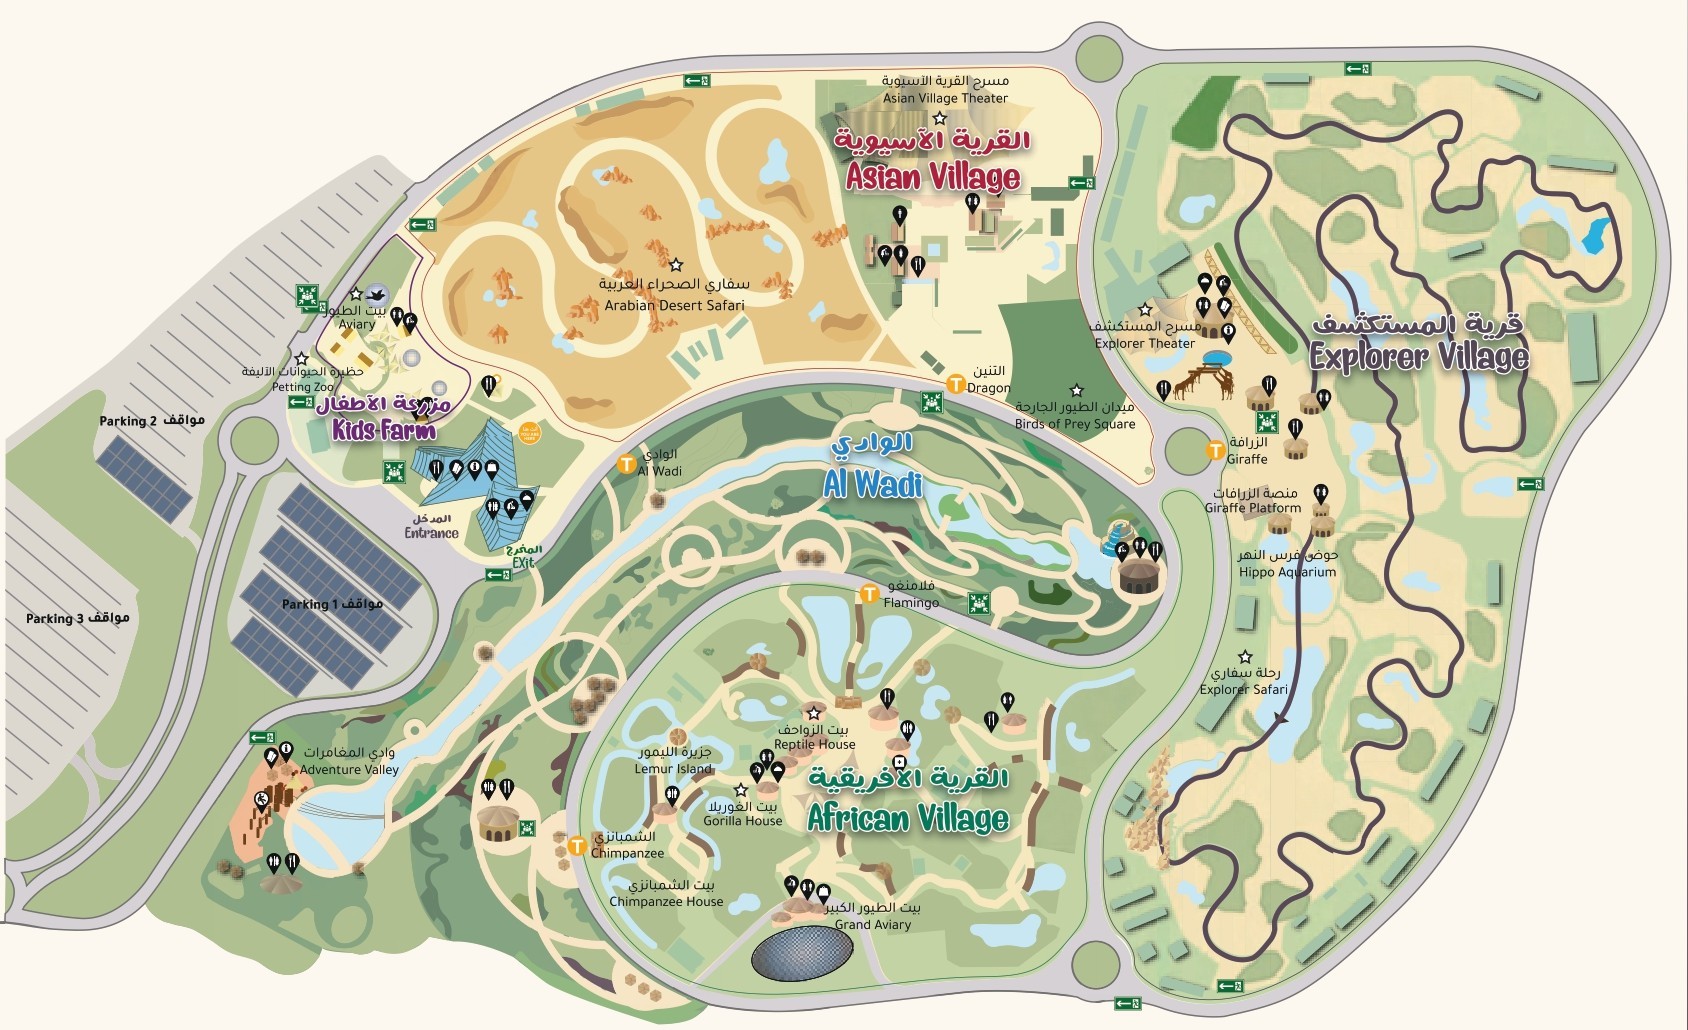 مسرح القرية الآسيوية
Asian Village Theater
القرية الآسيوية
Asian Village
سفاري الصحراء العربية
Arabian Desert Safari
بيت الطيور
Aviary
حظيرة الحيوانات الأليفة
Petting Zoo
مزرعة الأطفال
Kids Farm
مسرح المستكشف
Explorer Theater
قرية المستكشف
Explorer Village
التنين
Dragon
ميدان الطيور الجارحة
Birds of Prey Square
Parking 2 مواقف
الوادي
Al Wadi
الوادي
Al Wadi
الزرافة
Giraffe
منصة الزرافات
Giraffe Platform
المدخل
Entrance
المخرج
EXit
حوض فرس النهر
Hippo Aquarium
فلامنغو
Flamingo
Parking 1 مواقف
Parking 3 مواقف
رحلة سفاري
Explorer Safari
بيت الزواحف
Reptile House
جزيرة الليمور
Lemur Island
وادي المغامرات
Adventure Valley
القرية الأفريقية
African Village
بيت الغوريلا
Gorilla House
الشمبانزي
Chimpanzee
بيت الشمبانزي
Chimpanzee House
بيت الطيور الكبير
Grand Aviary